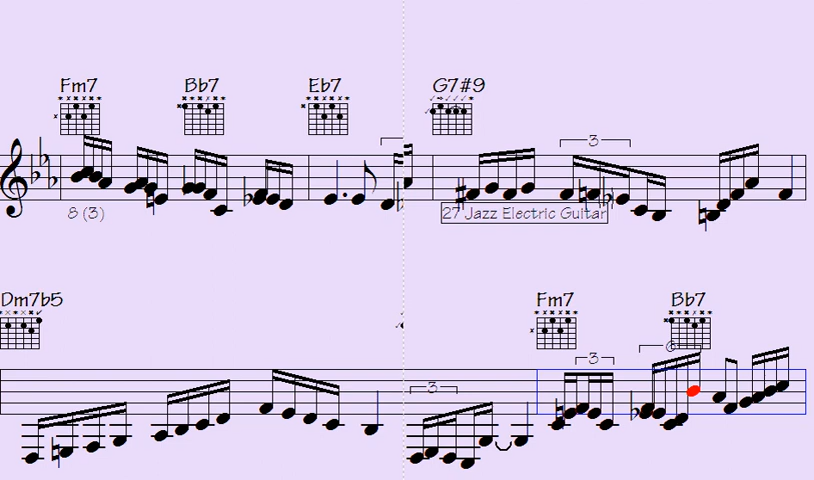 Fm7 Bb7 Eb7 G7#9
3
8 (3)
27 Jazz Electric Guitar
Dm7b5 Fm7 Bb7
3 3 6